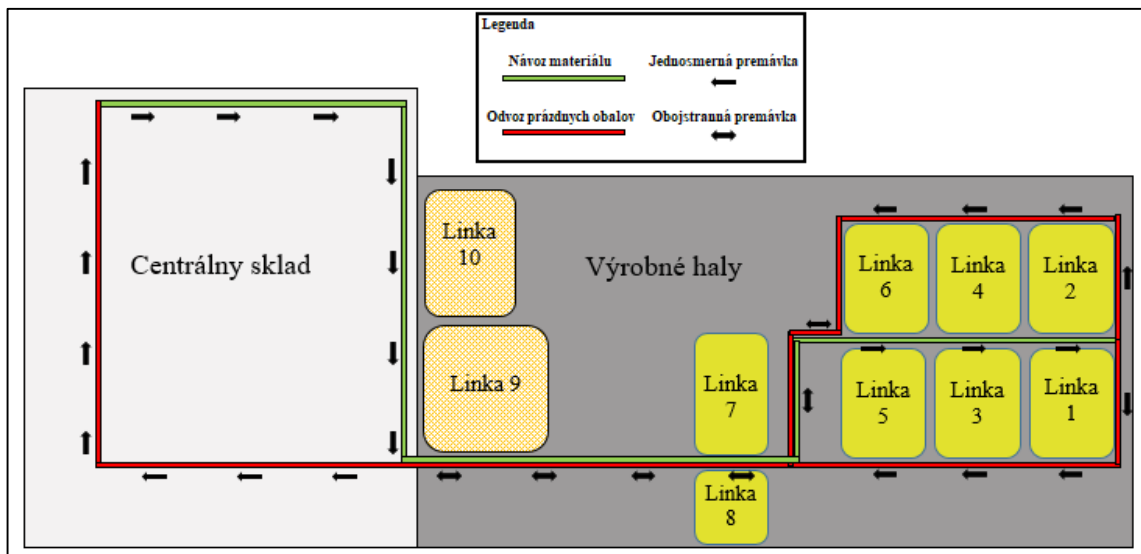 Legenda
Návoz materiálu
Jednosmerná premávka
Odvoz prázdnych obalov
Obojstranná premávka
Centrálny sklad
Výrobné haly
Linka
10
Linka 9
Linka
7
Linka
8
Linka
6
Linka
4
Linka
2
Linka
5
Linka
3
Linka
1